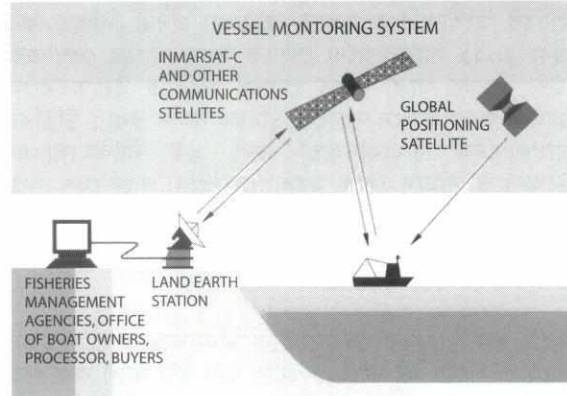 VESSEL MONTORING SYSTEM
INMARSAT-C
AND OTHER
COMMUNICATIONS
STELLITES
GLOBAL
POSITIONING
SATELLITE
FISHERIES
MANAGEMENT
AGENCIES, OFFICE
OF BOAT OWNERS,
PROCESSOR, BUYERS
LAND EARTH
STATION